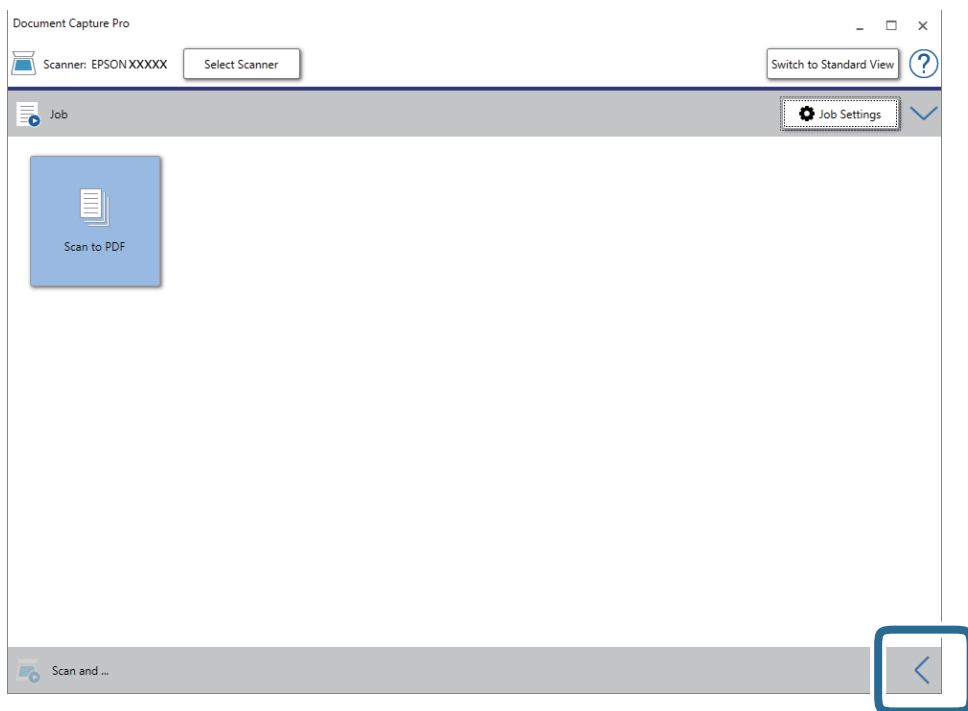 Document Capture Pro
Scanner: EPSON XXXXX
Select Scanner
Switch to Standard View
?
Job
Job Settings
Scan to PDF
Scan and ...